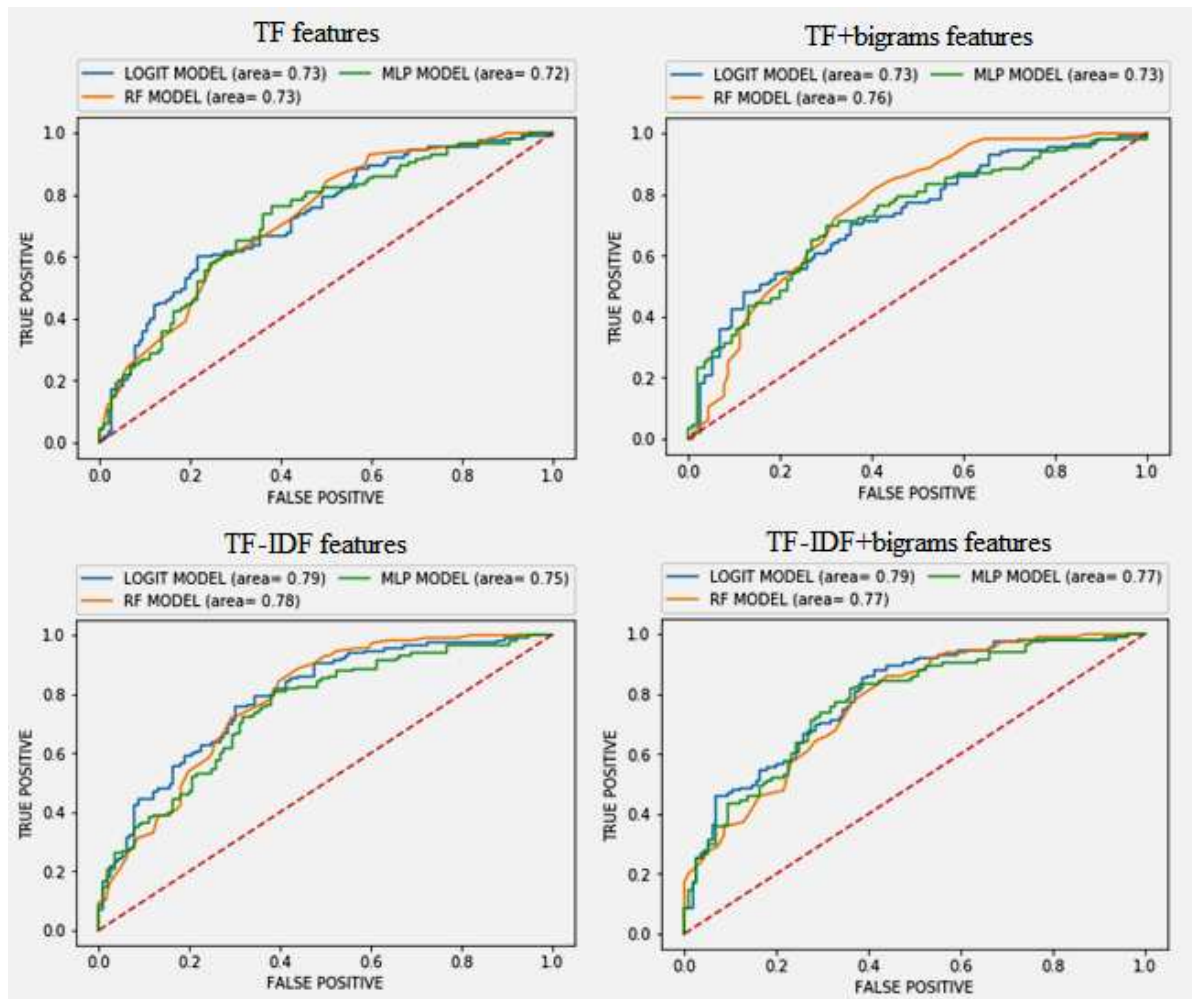 TF features
LOGIT MODEL (area= 0.73) MLP MODEL (area= 0.72)
RF MODEL (area= 0.73)
1.0
0.8
0.6
0.4
0.2
0.0
TRUE POSITIVE
0.0 0.2 0.4 0.6 0.8 1.0
FALSE POSITIVE
TF+bigrams features
LOGIT MODEL (area= 0.73) MLP MODEL (area= 0.73)
RF MODEL (area= 0.76)
1.0
0.8
0.6
0.4
0.2
0.0
TRUE POSITIVE
0.0 0.2 0.4 0.6 0.8 1.0
FALSE POSITIVE
TF-IDF features
LOGIT MODEL (area= 0.79) MLP MODEL (area= 0.75)
RF MODEL (area= 0.78)
1.0
0.8
0.6
0.4
0.2
0.0
TRUE POSITIVE
0.0 0.2 0.4 0.6 0.8 1.0
FALSE POSITIVE
TF-IDF+bigrams features
LOGIT MODEL (area= 0.79) MLP MODEL (area= 0.77)
RF MODEL (area= 0.77)
1.0
0.8
0.6
0.4
0.2
0.0
TRUE POSITIVE
0.0 0.2 0.4 0.6 0.8 1.0
FALSE POSITIVE